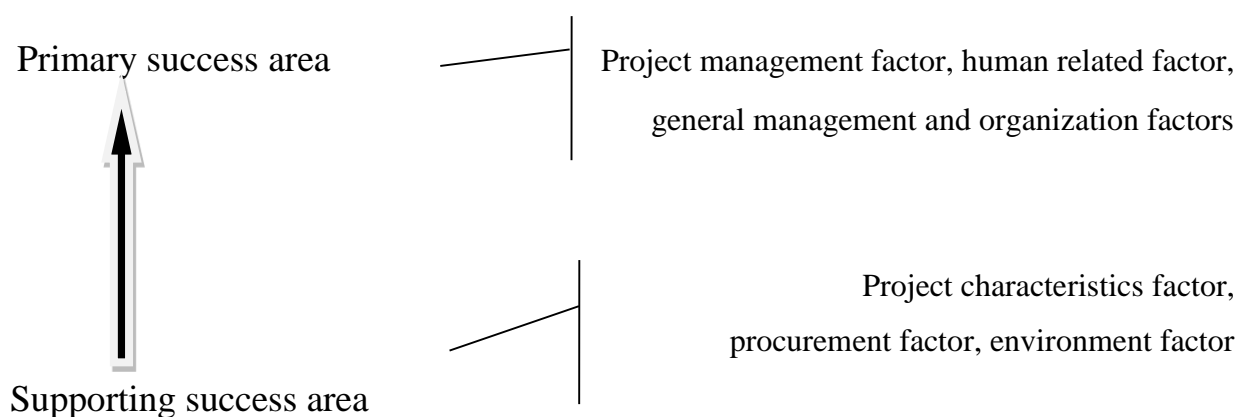 Primary success area
Project management factor, human related factor,
general management and organization factors
Project characteristics factor,
procurement factor, environment factor
Supporting success area